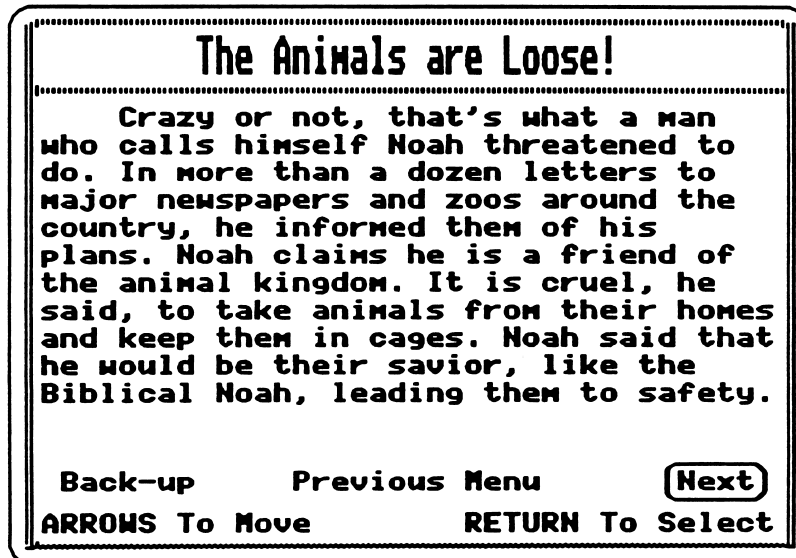 The Animals are Loose!
Crazy or not, that's what a man
who calls himself Noah threatened to
do. In more than a dozen letters to
major newspapers and zoos around the
country, he informed them of his
plans. Noah claims he is a friend of
the animal kingdom. It is cruel, he
said, to take animals from their homes
and keep them in cages. Noah said that
he would be their savior, like the
Biblical Noah, leading them to safety.
Back-up Previous Menu Next
ARROWS To Move RETURN To Select